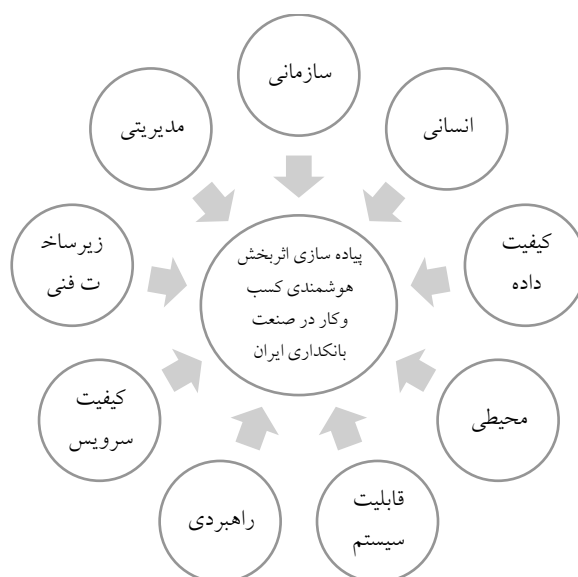 سازمانی
انسانی
کیفیت
داده
محیطی
قابلیت
سیستم
راهبردی
کیفیت
سرویس
زیرساخ
ت فنی
مدیریتی
پیاده سازی اثربخش
هوشمندی کسب
وکار در صنعت
بانکداری ایران